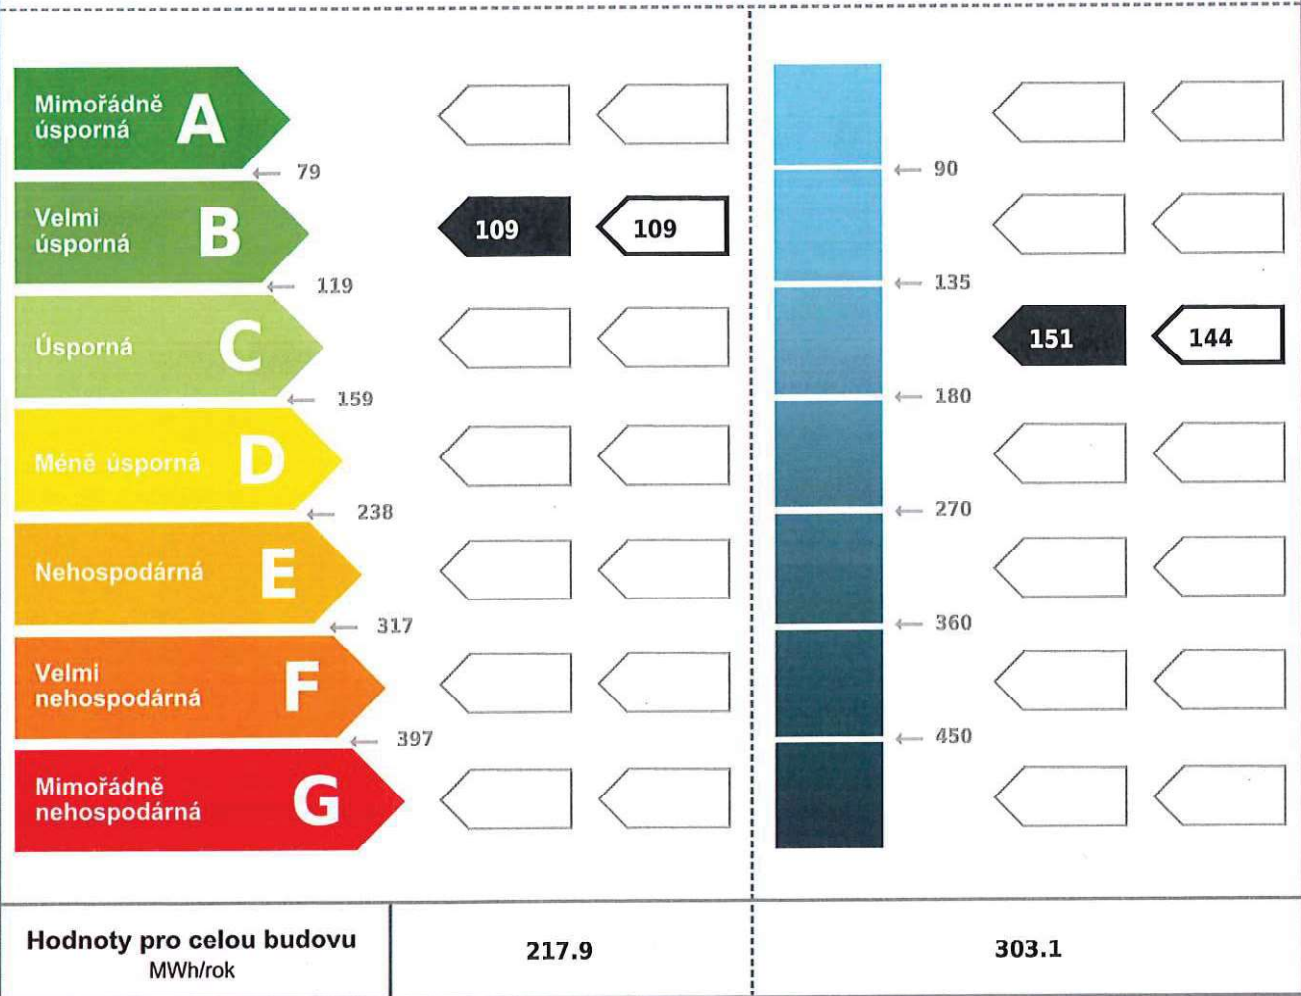 Mimořádně
úsporná
A
79
90
Velmi
úsporná
B
109
109
119
135
Úsporná
C
151
144
159
180
Méně úsporná
D
238
270
Nehospodárná
E
317
360
Velmi
nehospodárná
F
397
450
Mimořádně
nehospodárná
G
Hodnoty pro celou budovu
MWh/rok
217.9
303.1